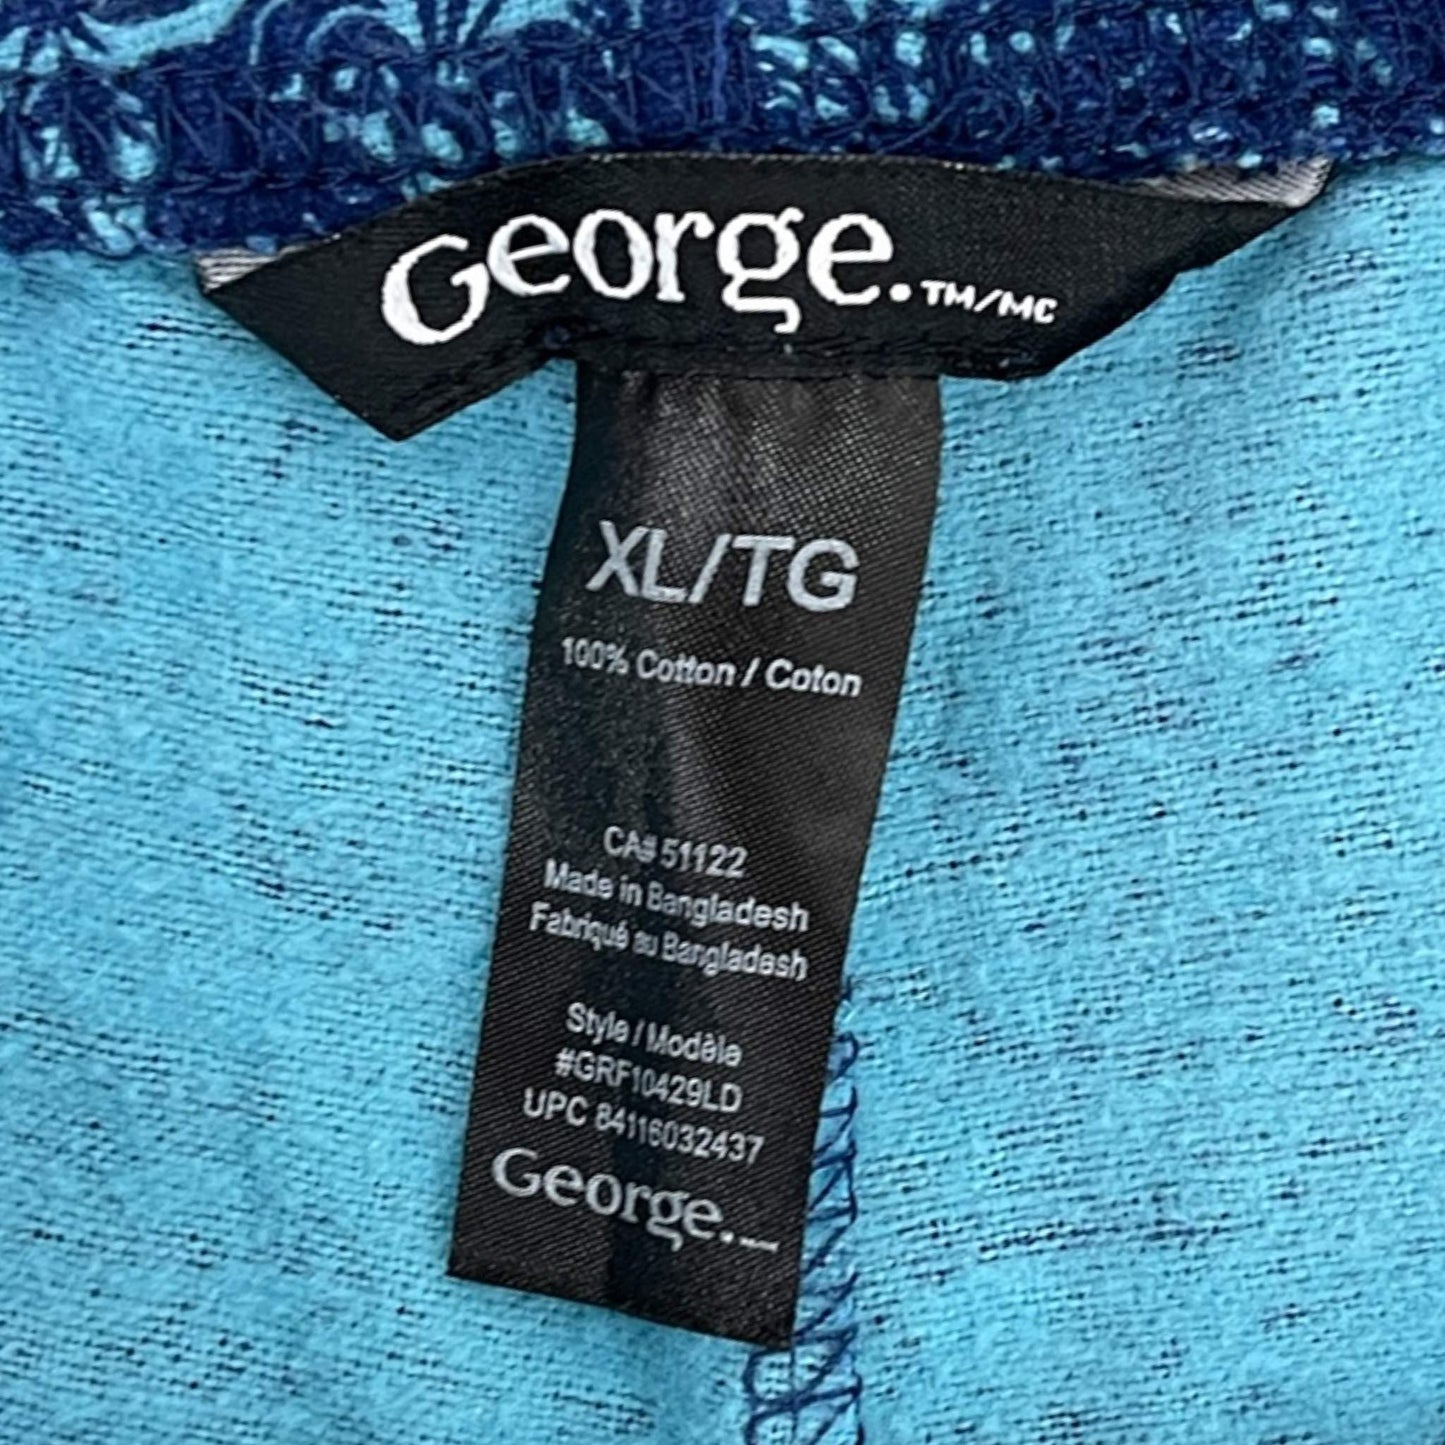 George.™/MC
XL/TG
100% Cotton / Coton
CA# 51122
Made in Bangladesh
Fabriqué au Bangladesh
Style / Modèle
#GRF10429LD
UPC 84116032437
George.